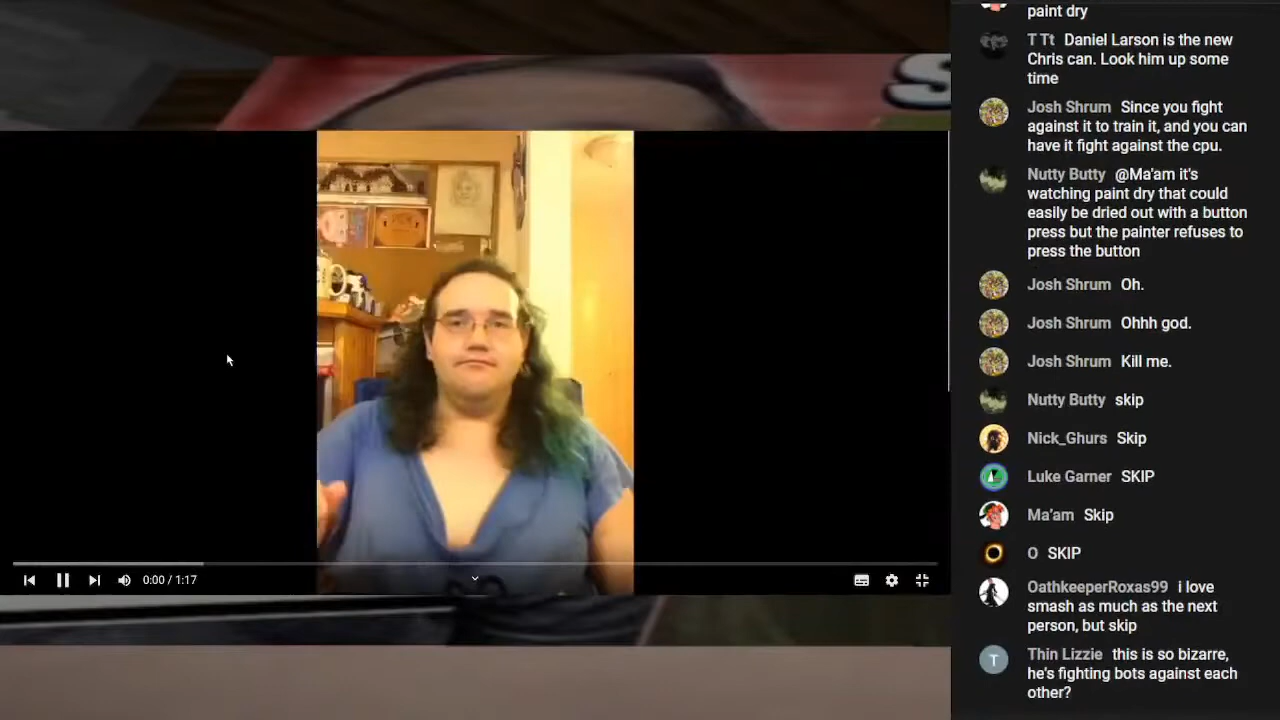 S
paint dry
T Tt Daniel Larson is the new
Chris can. Look him up some
time
Josh Shrum Since you fight
against it to train it, and you can
have it fight against the cpu.
Nutty Butty @Ma'am it's
watching paint dry that could
easily be dried out with a button
press but the painter refuses to
press the button
Josh Shrum Oh.
Josh Shrum Ohhh god.
Josh Shrum Kill me.
Nutty Butty skip
Nick_Ghurs Skip
Luke Garner SKIP
Ma'am Skip
O SKIP
OathkeeperRoxas99 i love
smash as much as the next
person, but skip
T Thin Lizzie this is so bizarre,
he's fighting bots against each
other?
0:00 / 1:17